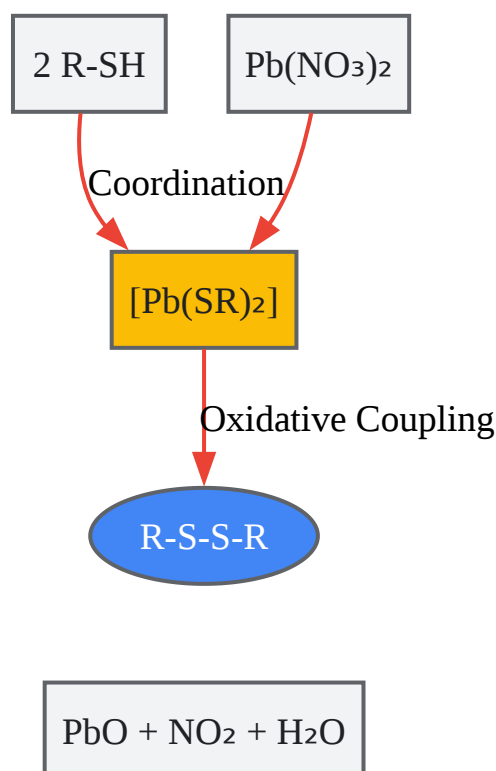 2 R-SH
Pb(NO₃)₂
Coordination
[Pb(SR)₂]
Oxidative Coupling
R-S-S-R
PbO + NO₂ + H₂O